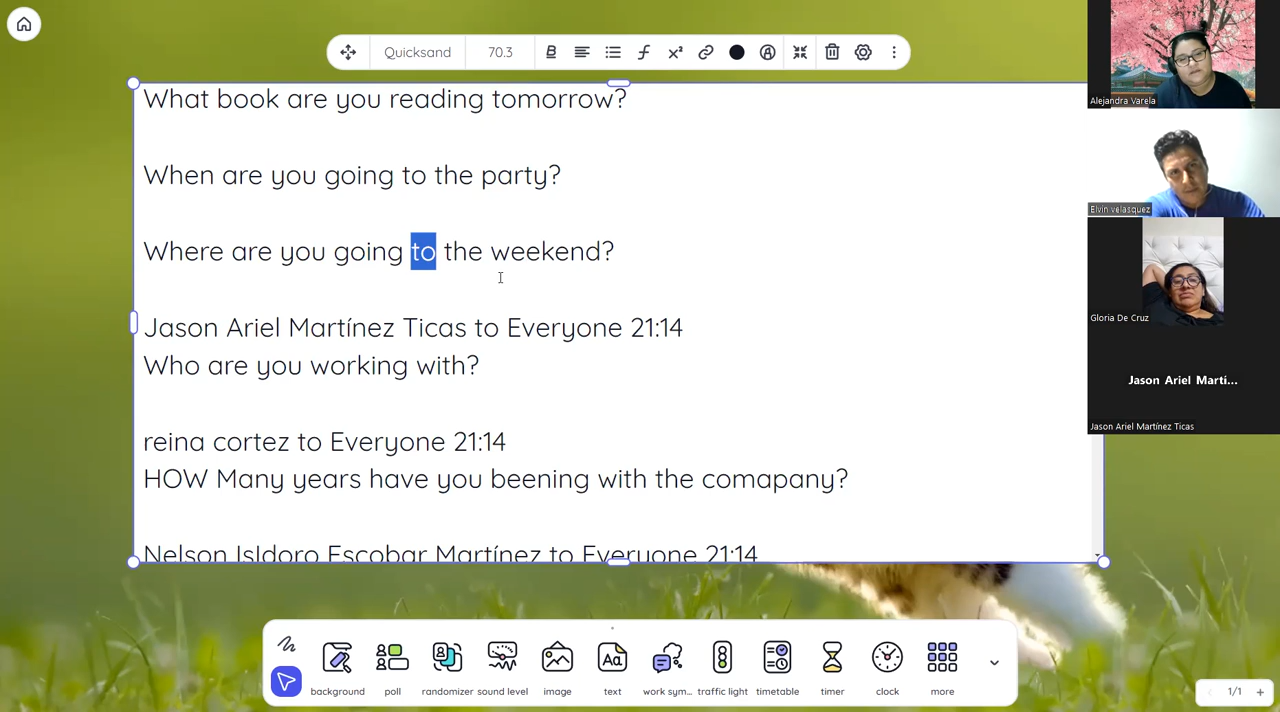 Quicksand
70.3
What book are you reading tomorrow?
When are you going to the party?
Where are you going to the weekend?
Jason Ariel Martínez Ticas to Everyone 21:14
Who are you working with?
reina cortez to Everyone 21:14
HOW Many years have you beening with the comapany?
Nelson IsIdoro Escobar Martínez to Everyone 21:14
Alejandra Varela
Elvin velasquez
Gloria De Cruz
Jason Ariel Martí...
Jason Ariel Martínez Ticas
background
poll
randomizer
sound level
image
Aa
text
work sym...
traffic light
timetable
timer
clock
more
1/1